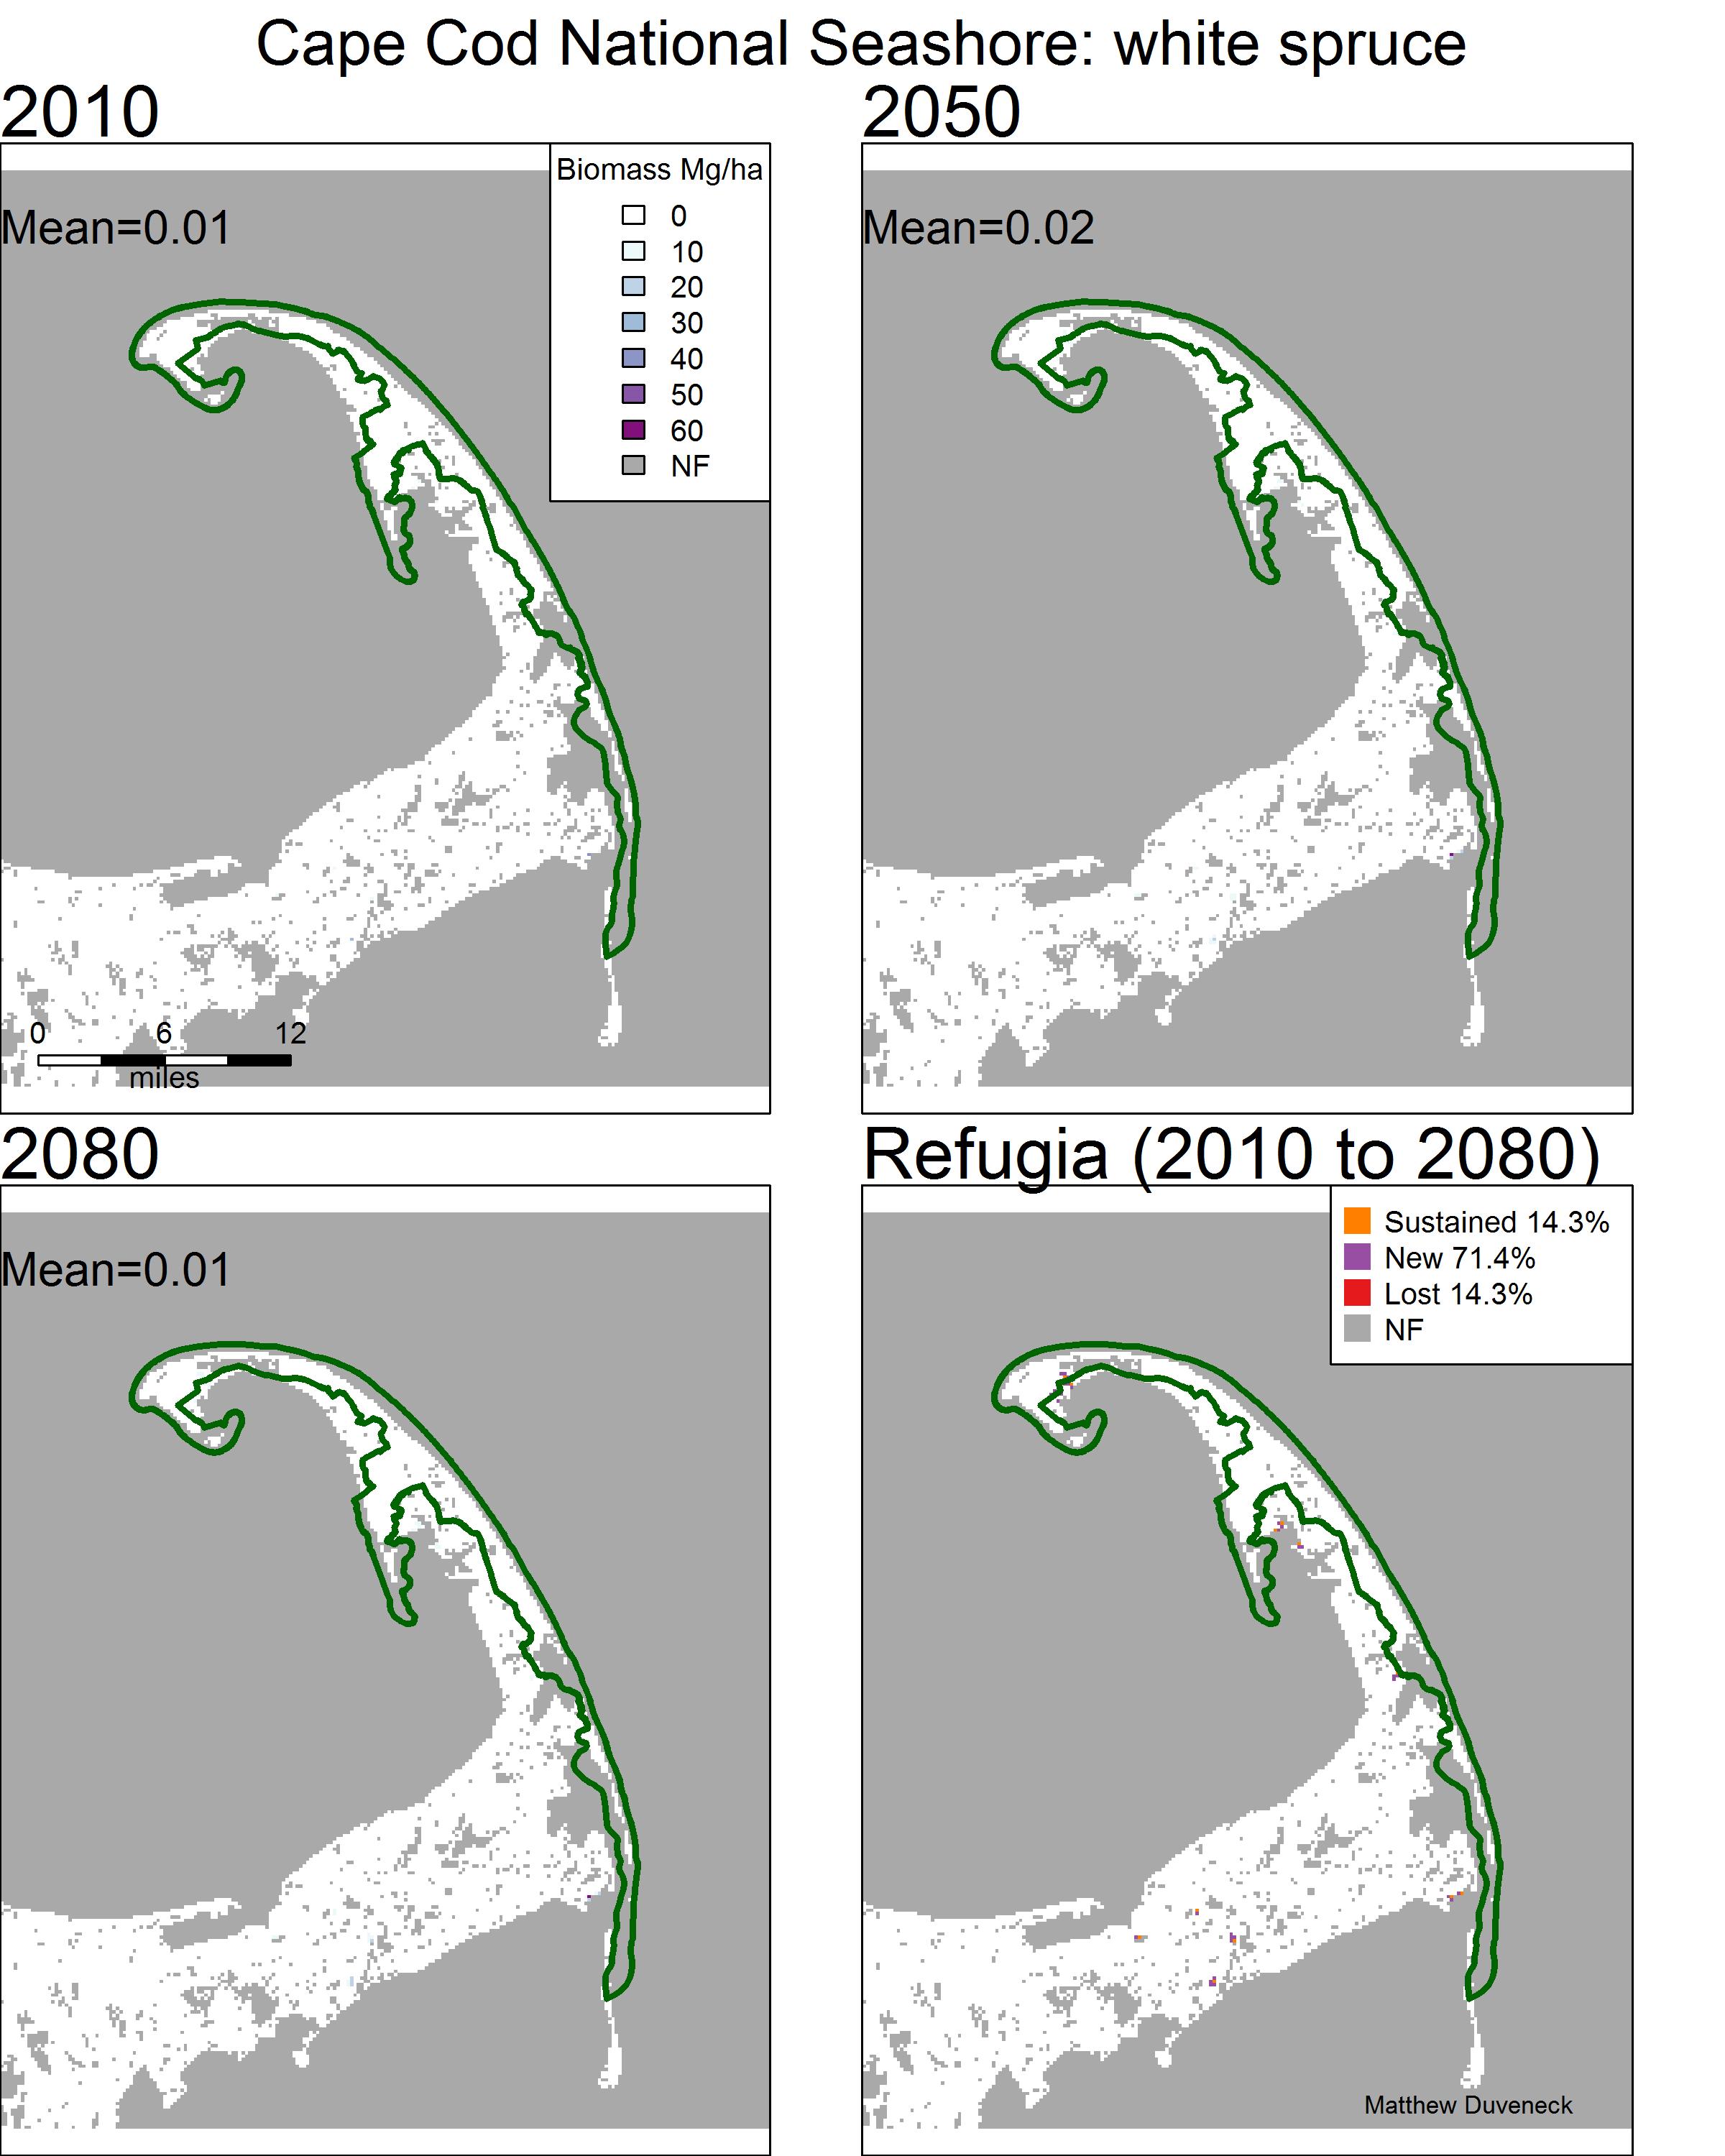 Cape Cod National Seashore: white spruce
2010
Mean=0.01
Biomass Mg/ha
0
10
20
30
40
50
60
NF
0 6 12
miles
2050
Mean=0.02
2080
Mean=0.01
Refugia (2010 to 2080)
Sustained 14.3%
New 71.4%
Lost 14.3%
NF
Matthew Duveneck